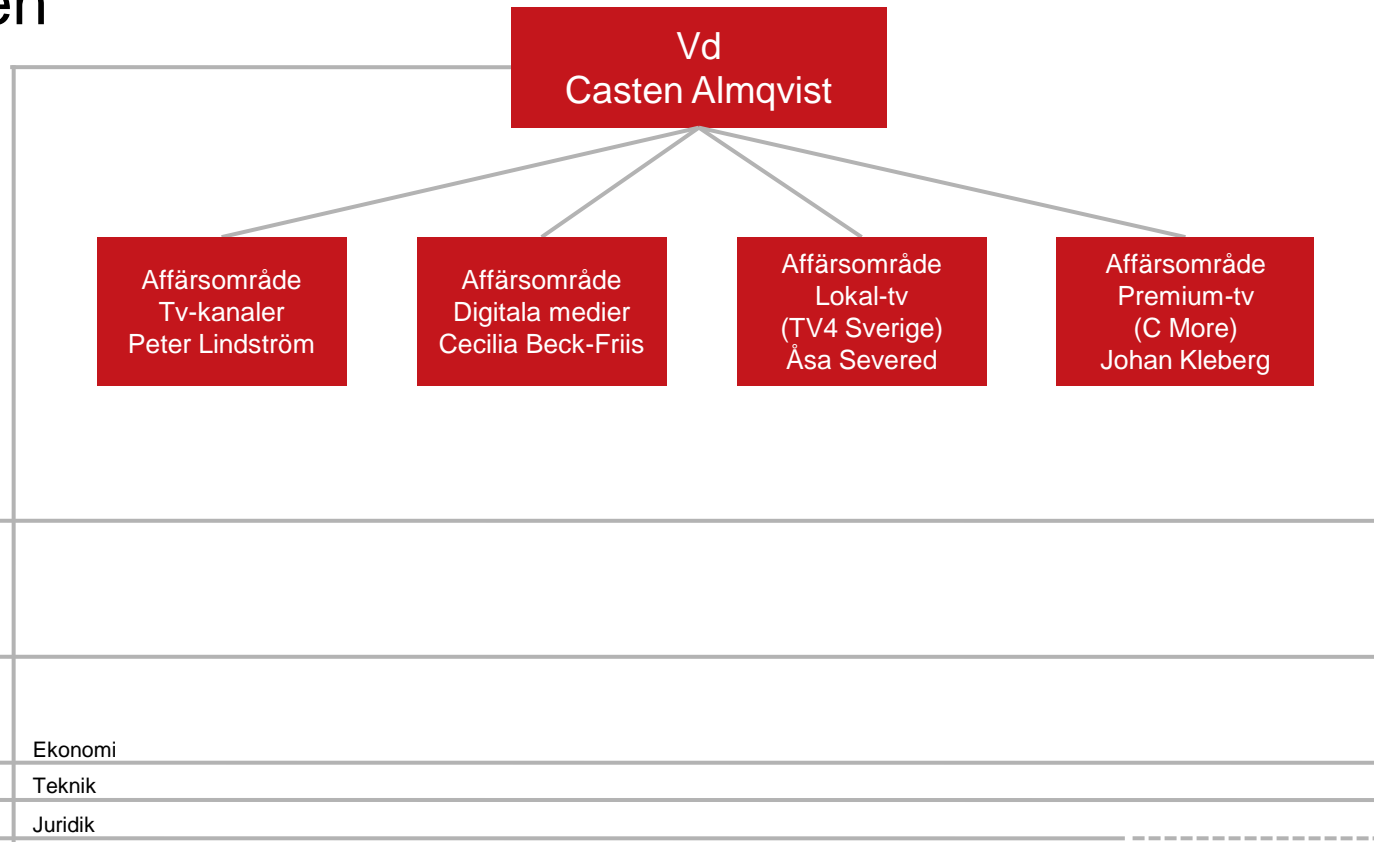 Vd
Casten Almqvist
Affärsområde
Tv-kanaler
Peter Lindström
Affärsområde
Digitala medier
Cecilia Beck-Friis
Affärsområde
Lokal-tv
(TV4 Sverige)
Åsa Severed
Affärsområde
Premium-tv
(C More)
Johan Kleberg
Ekonomi
Teknik
Juridik